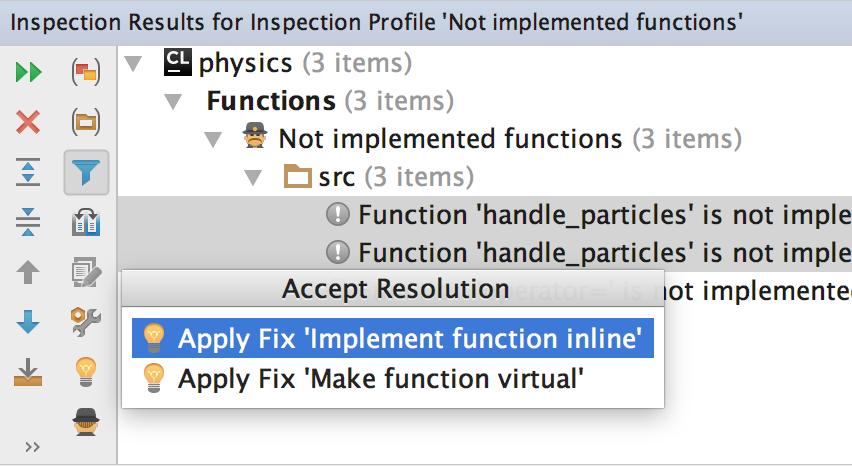 Inspection Results for Inspection Profile 'Not implemented functions'
CL physics (3 items)
Functions (3 items)
Not implemented functions (3 items)
src (3 items)
Function 'handle_particles' is not imple
Function 'handle_particles' is not imple
operator=' is not implemented
Accept Resolution
Apply Fix 'Implement function inline'
Apply Fix 'Make function virtual'
>>